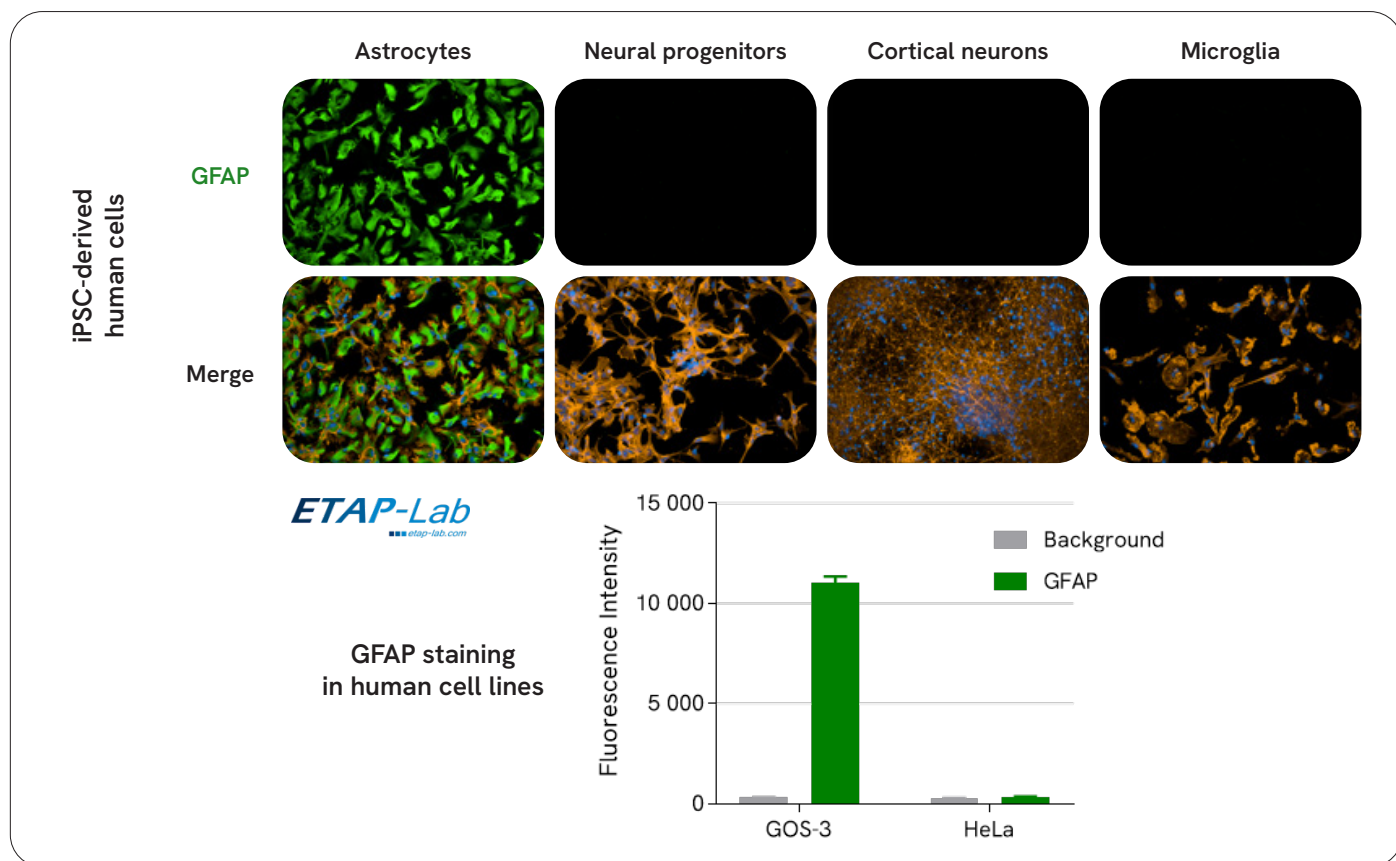 Astrocytes
Neural progenitors
Cortical neurons
Microglia
iPSC-derived
human cells
GFAP
Merge
ETAP-Lab
etap-lab.com
GFAP staining
in human cell lines
Fluorescence Intensity
15 000
10 000
5 000
0
Background
GFAP
GOS-3
HeLa